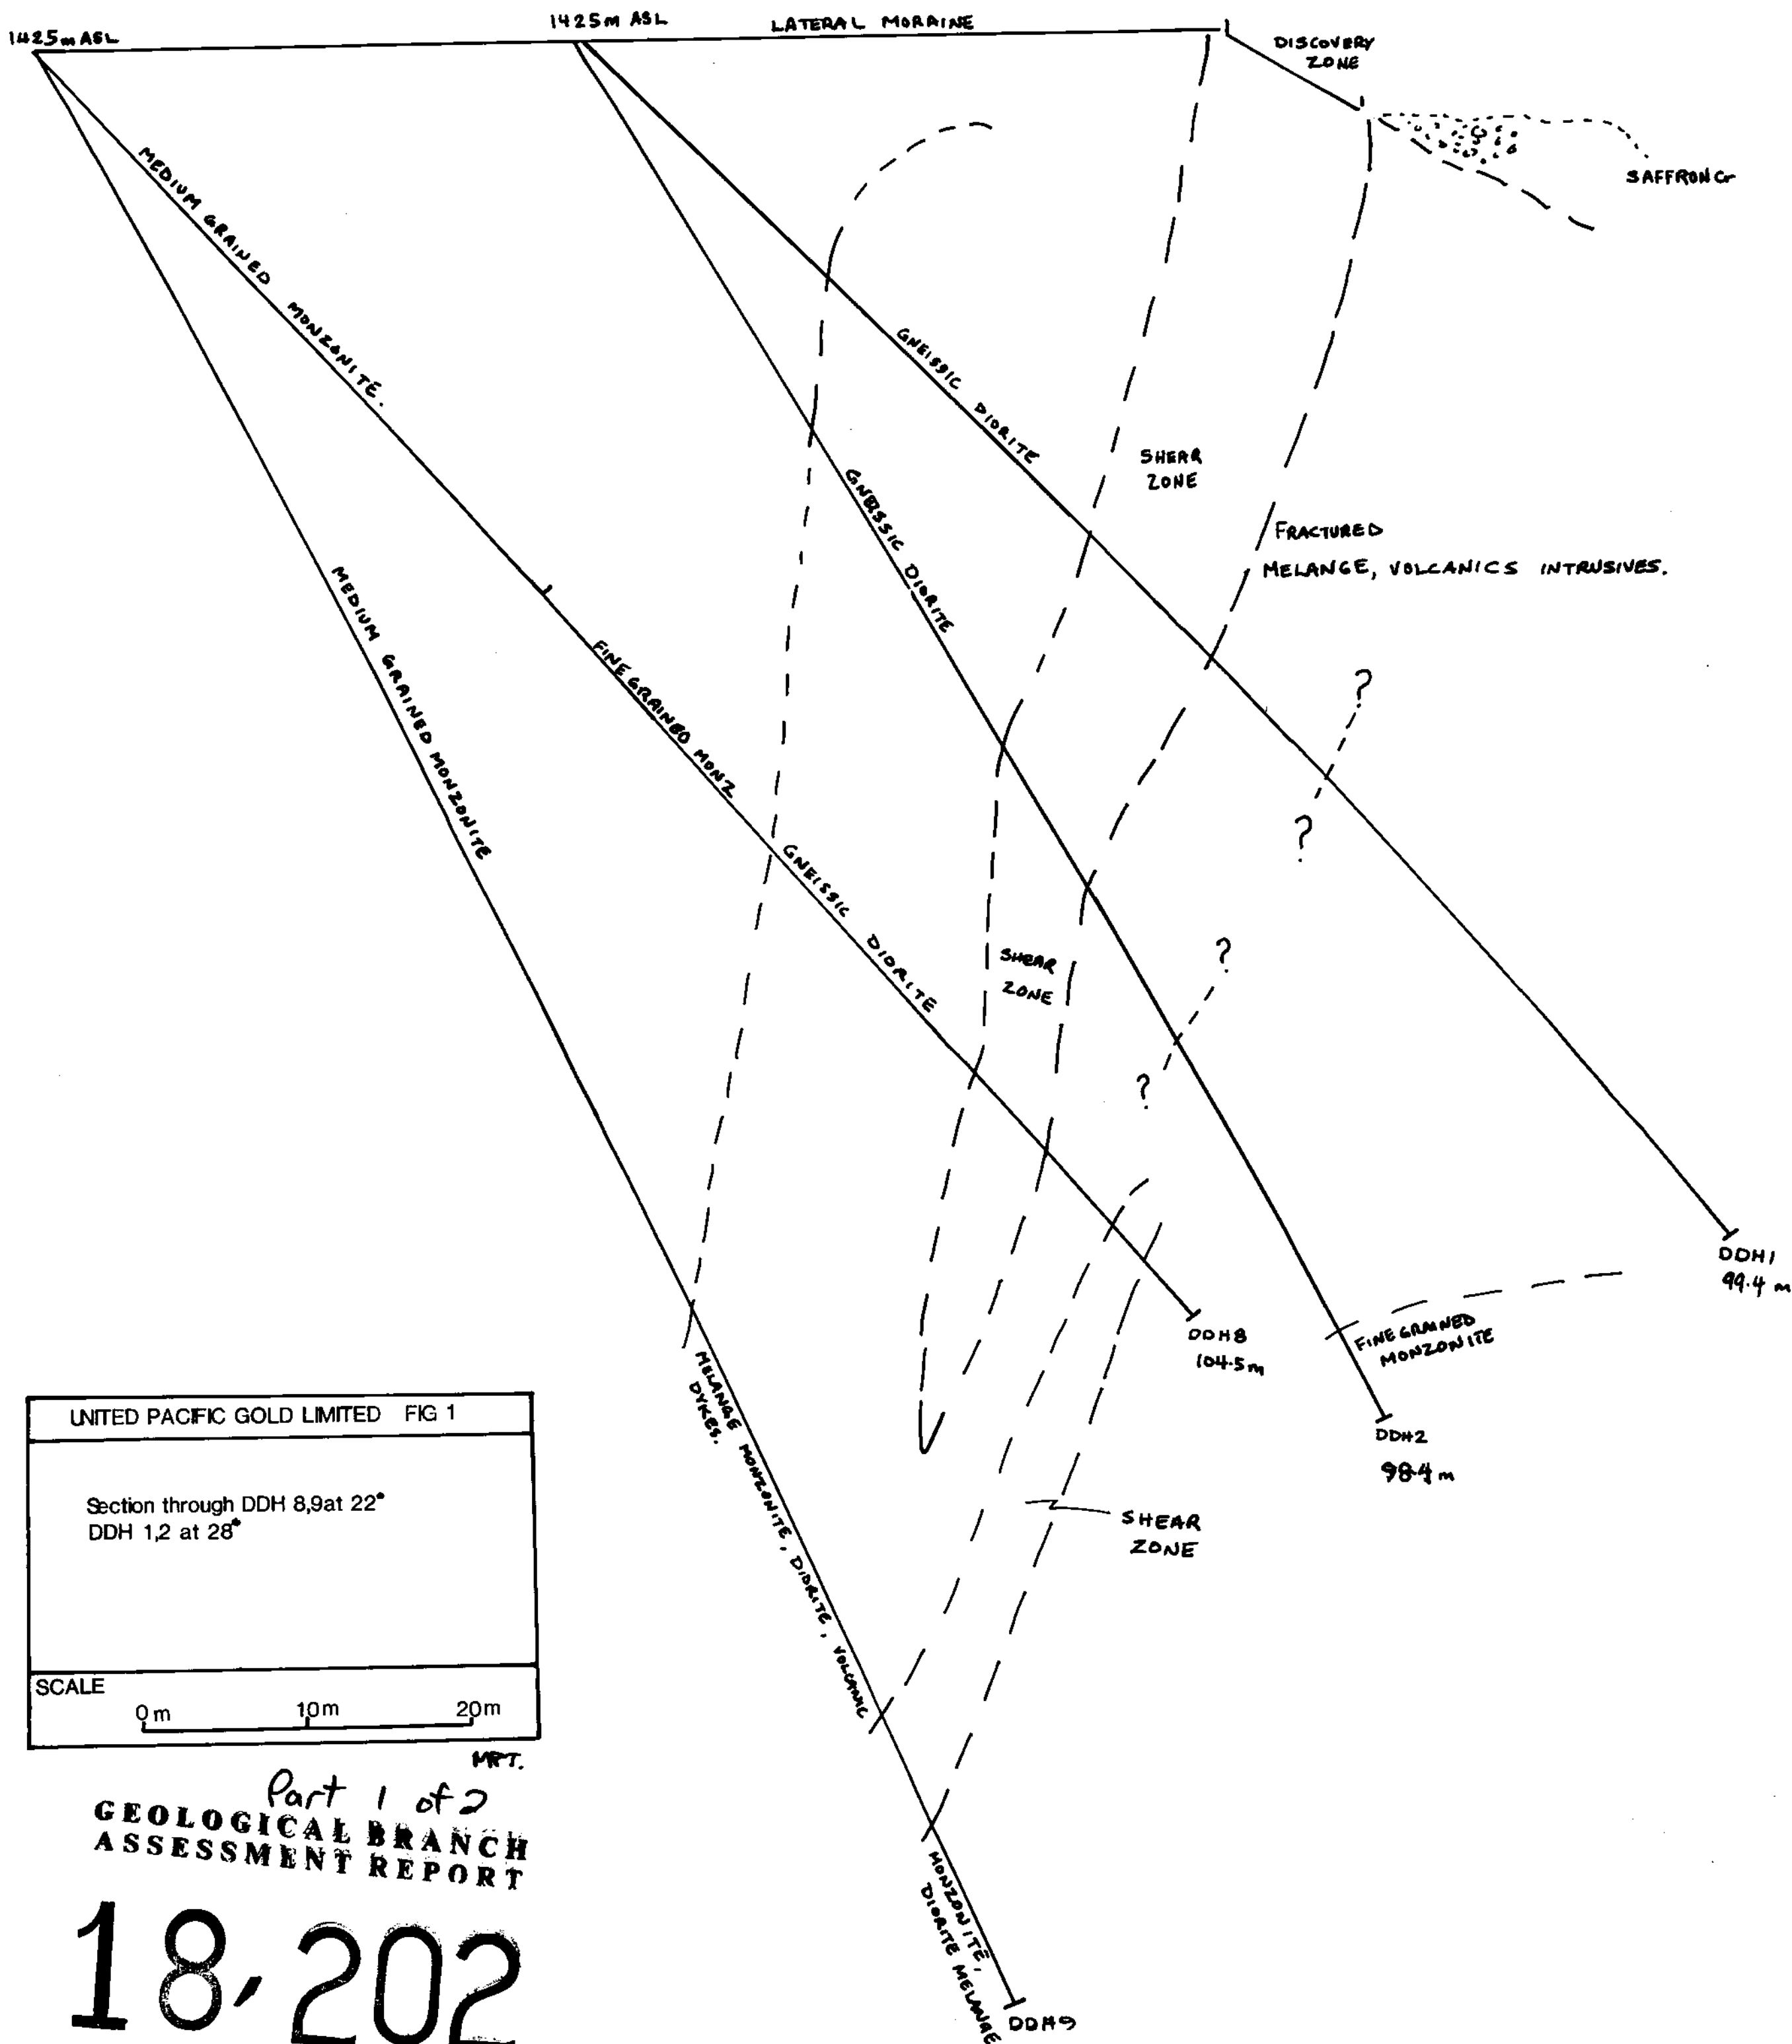 1425m ASL
1425m ASL
LATERAL MORAINE
DISCOVERY
ZONE
SAFFRON Cr
MEDIUM GRAINED MONZONITE.
GNEISSIC DIORITE
SHEAR
ZONE
GNEISSIC DIORITE
FRACTURED
MELANGE, VOLCANICS INTRUSIVES.
MEDIUM GRAINED MONZONITE
FINE GRAINED MONZ
?
?
GNEISSIC DIORITE
SHEAR
ZONE
?
?
DDH1
99.4 m
DDH8
104.5m
FINE GRAINED
MONZONITE
DDH2
98.4 m
MELANGE MONZONITE, DIORITE, VOLCANIC
DYKES.
SHEAR
ZONE
MONZONITE,
DIORITE MELANGE
DDH9
UNITED PACIFIC GOLD LIMITED FIG 1
Section through DDH 8,9at 22°
DDH 1,2 at 28°
SCALE
0m 10m 20m
MPT.
Part 1 of 2
GEOLOGICAL BRANCH
ASSESSMENT REPORT
18,202